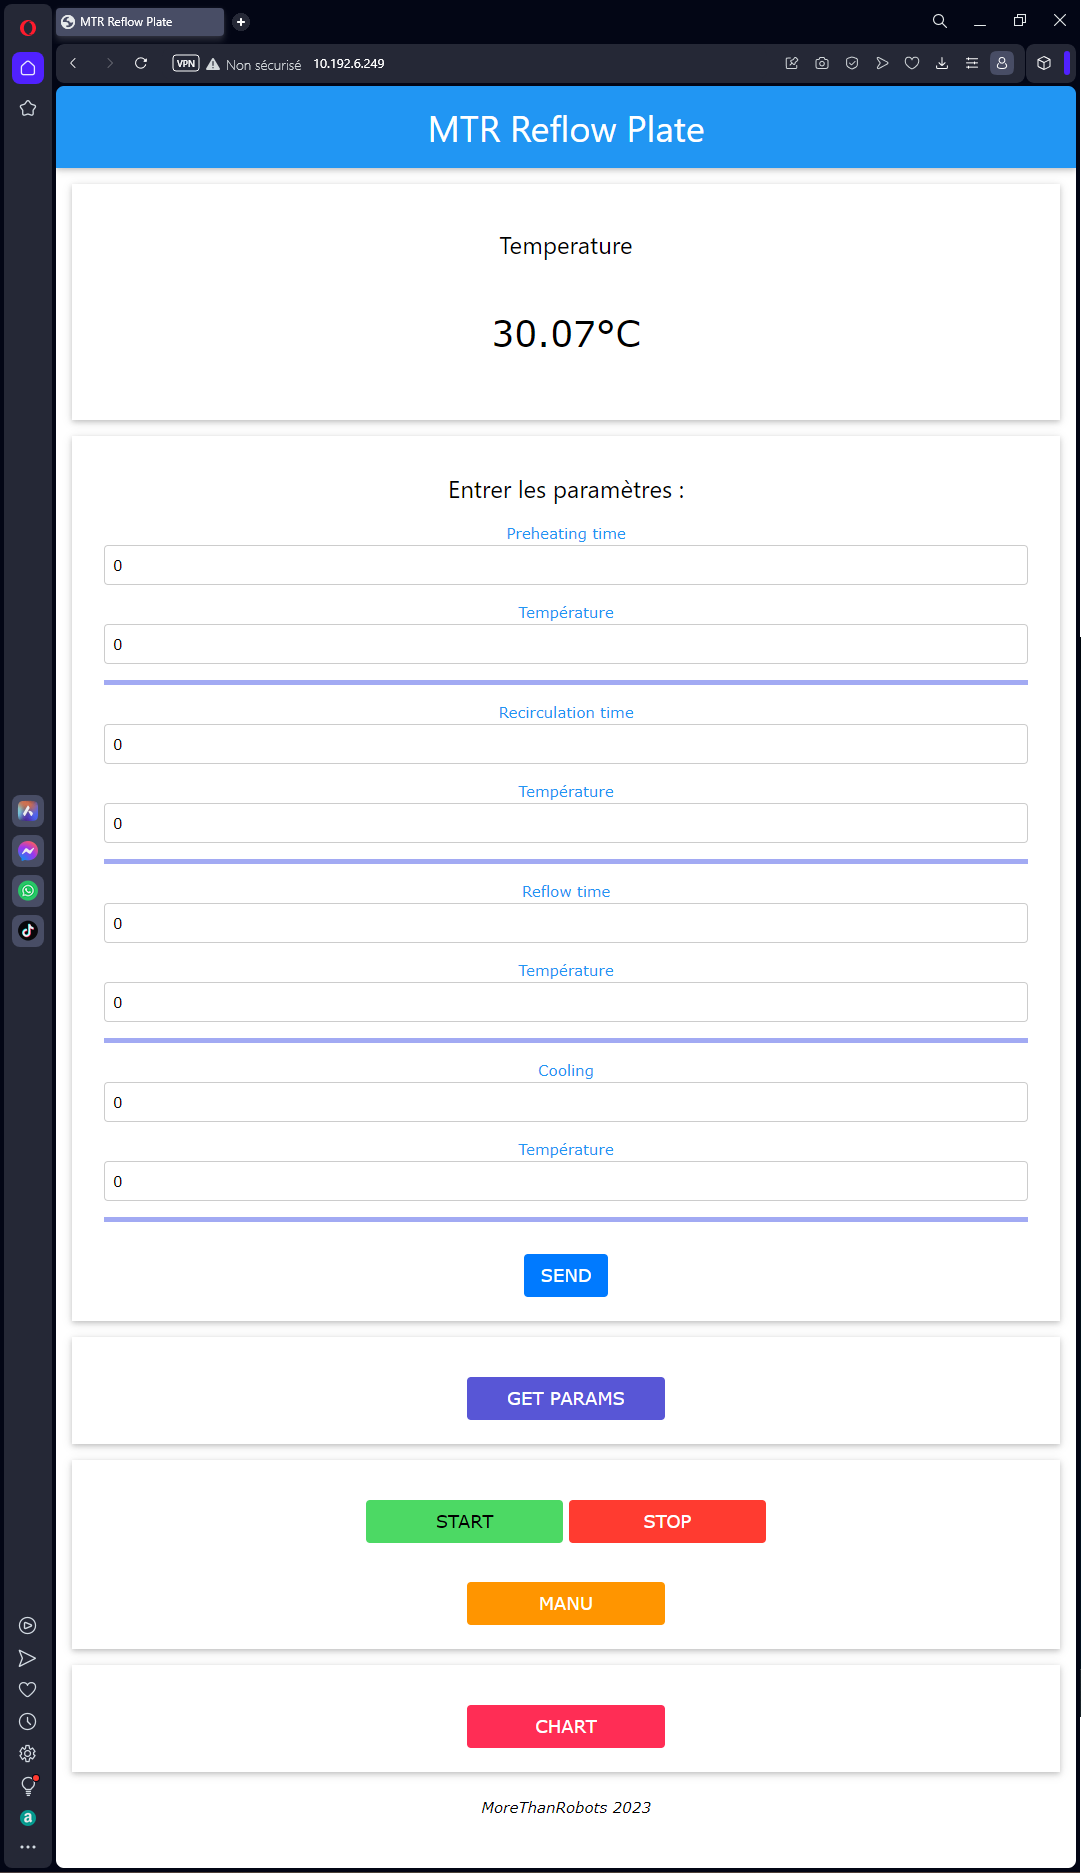 MTR Reflow Plate
VPN Non sécurisé 10.192.6.249
MTR Reflow Plate
Temperature
30.07°C
Entrer les paramètres :
Preheating time
0
Température
0
Recirculation time
0
Température
0
Reflow time
0
Température
0
Cooling
0
Température
0
SEND
GET PARAMS
START STOP
MANU
CHART
a
MoreThanRobots 2023